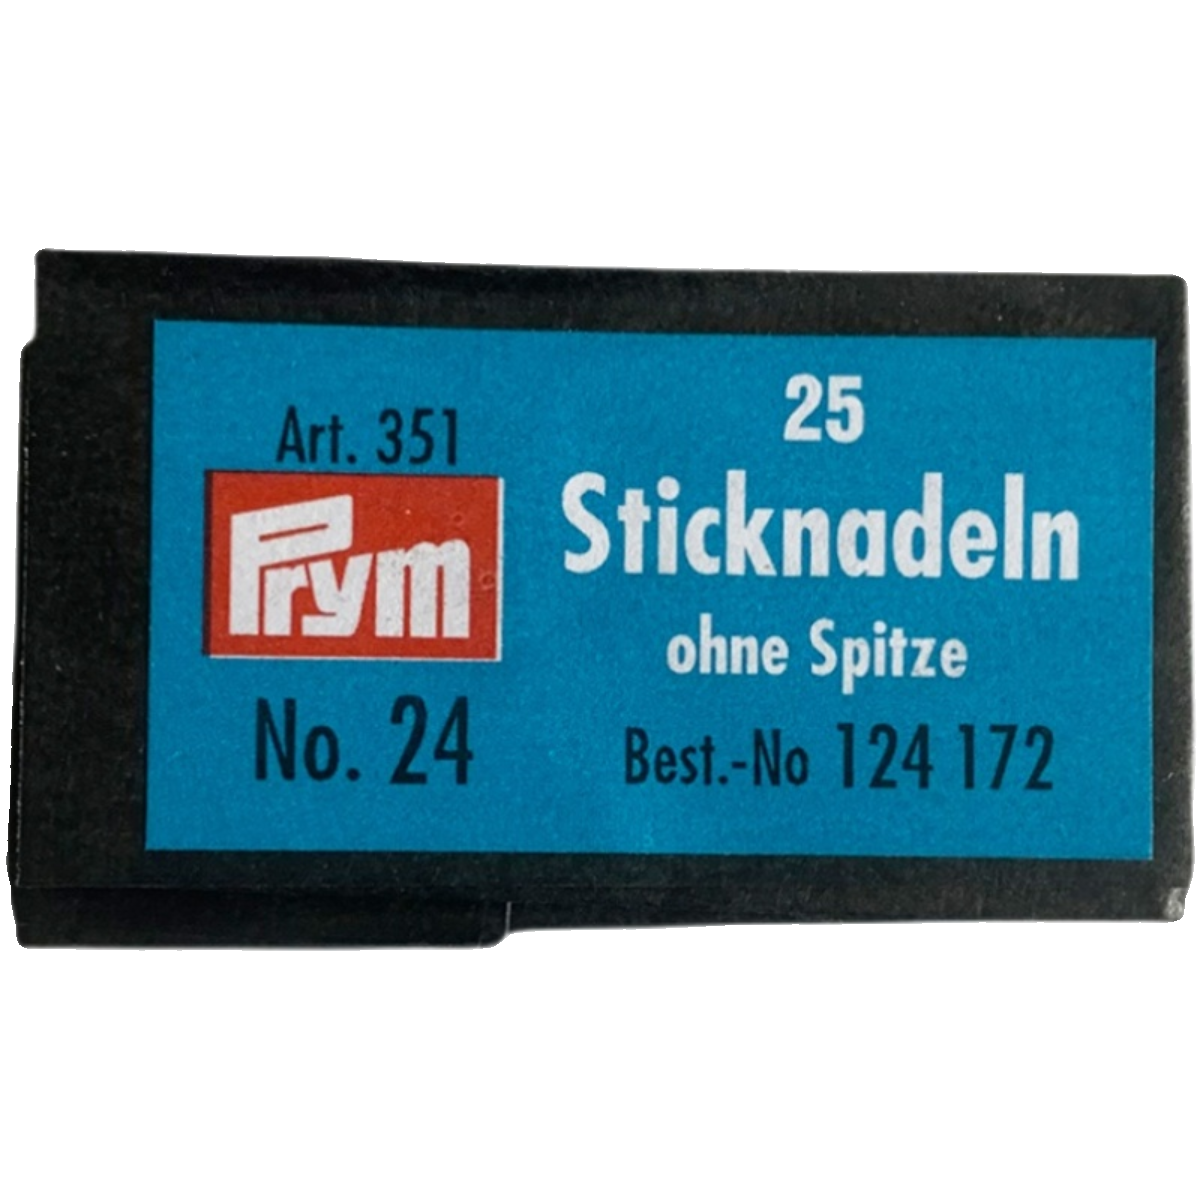 Art. 351
Prym
No. 24
25
Sticknadeln
ohne Spitze
Best.-No 124 172